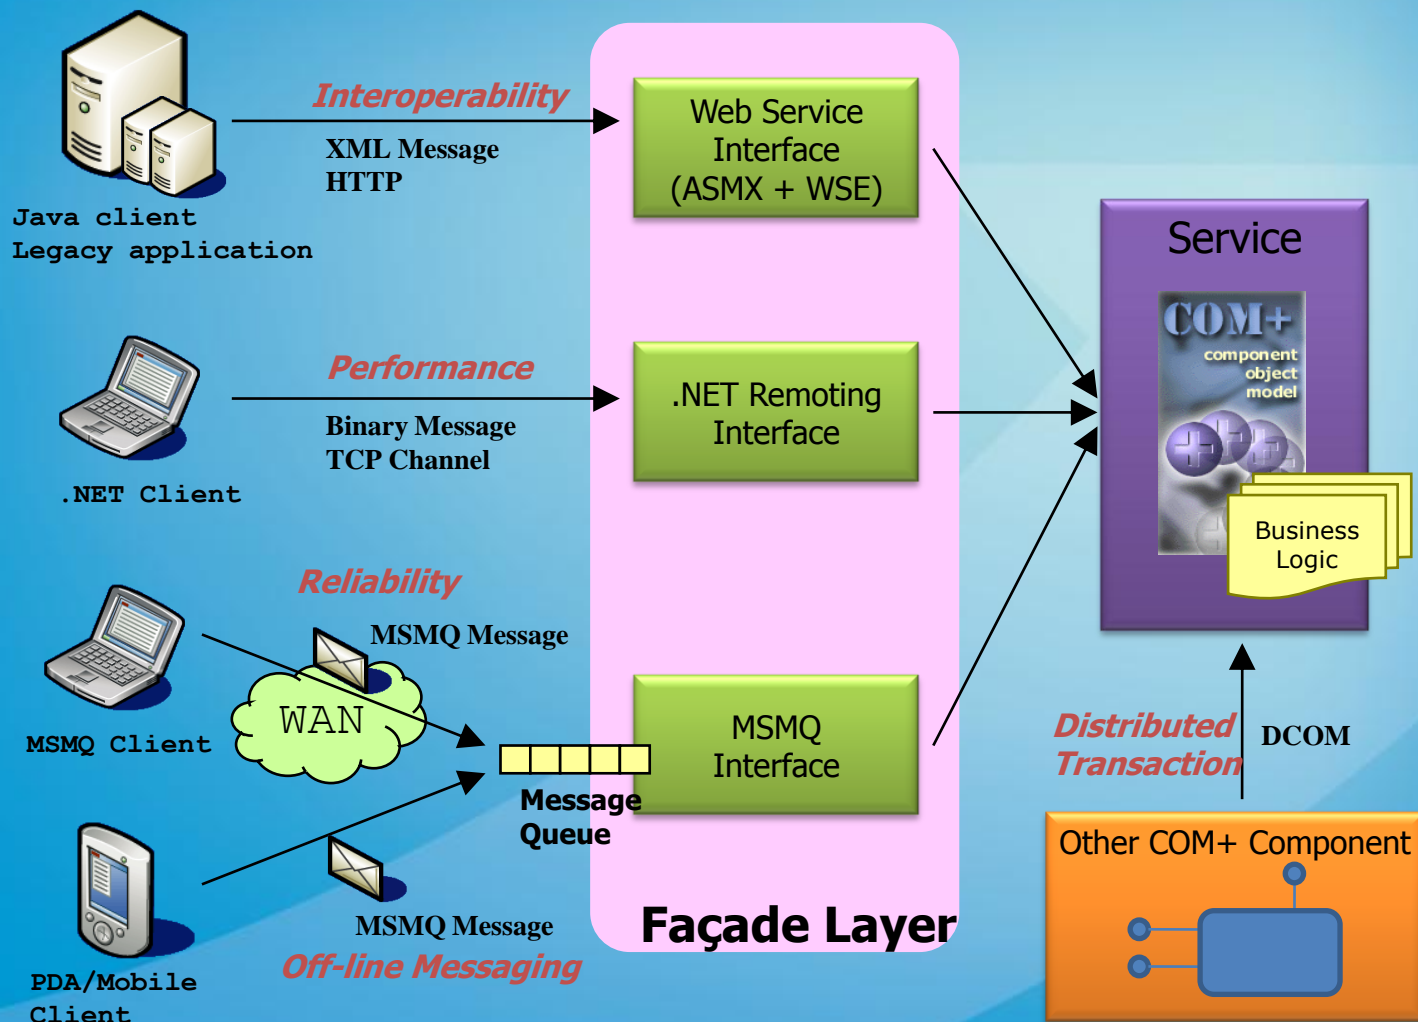 Interoperability
XML Message
HTTP
Java client
Legacy application
Web Service
Interface
(ASMX + WSE)
Performance
Binary Message
TCP Channel
.NET Client
.NET Remoting
Interface
Reliability
MSMQ Message
WAN
MSMQ Client
Message
Queue
MSMQ
Interface
MSMQ Message
Off-line Messaging
PDA/Mobile
Client
Façade Layer
Service
COM+
component
object
model
Business
Logic
Distributed
Transaction
DCOM
Other COM+ Component